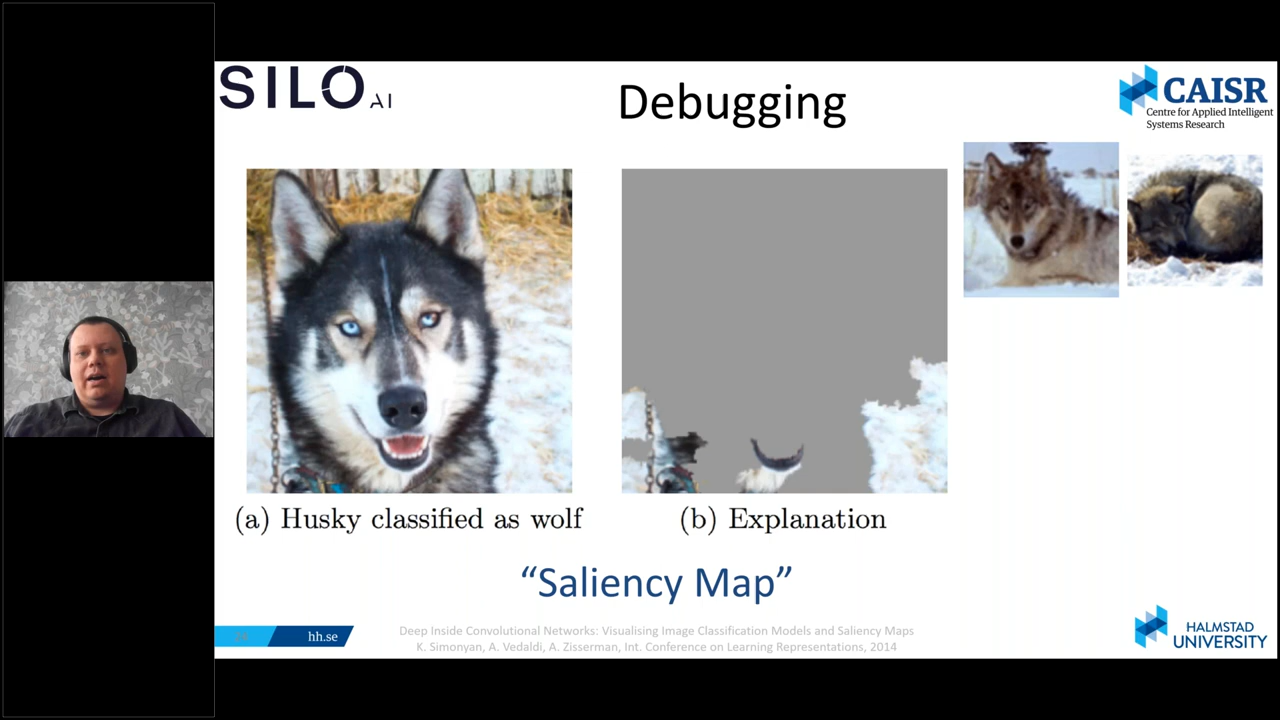 SILO AI
Debugging
CAISR
Centre for Applied Intelligent
Systems Research
(a) Husky classified as wolf
(b) Explanation
“Saliency Map”
hh.se
Deep Inside Convolutional Networks: Visualising Image Classification Models and Saliency Maps
K. Simonyan, A. Vedaldi, A. Zisserman, Int. Conference on Learning Representations, 2014
HALMSTAD
UNIVERSITY